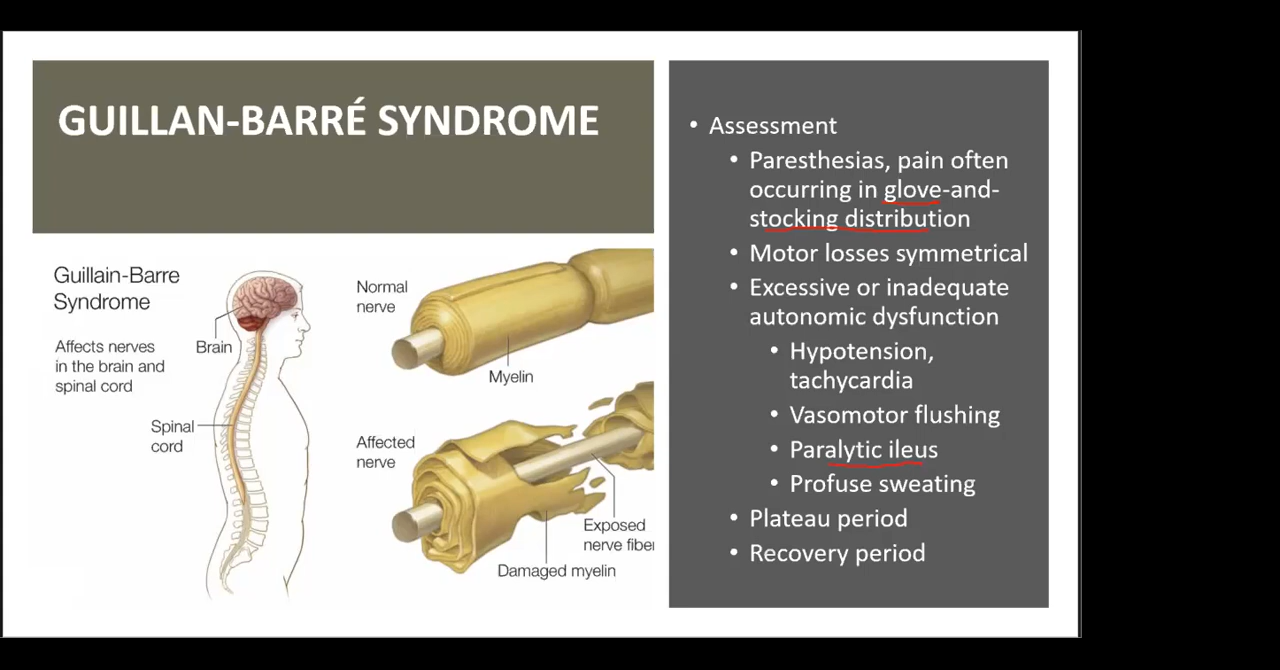 GUILLAN-BARRÉ SYNDROME
Guillain-Barre
Syndrome
Affects nerves
in the brain and
spinal cord
Brain
Spinal
cord
Normal
nerve
Myelin
Affected
nerve
Exposed
nerve fiber
Damaged myelin
• Assessment
• Paresthesias, pain often
occurring in glove-and-
stocking distribution
• Motor losses symmetrical
• Excessive or inadequate
autonomic dysfunction
• Hypotension,
tachycardia
• Vasomotor flushing
• Paralytic ileus
• Profuse sweating
• Plateau period
• Recovery period